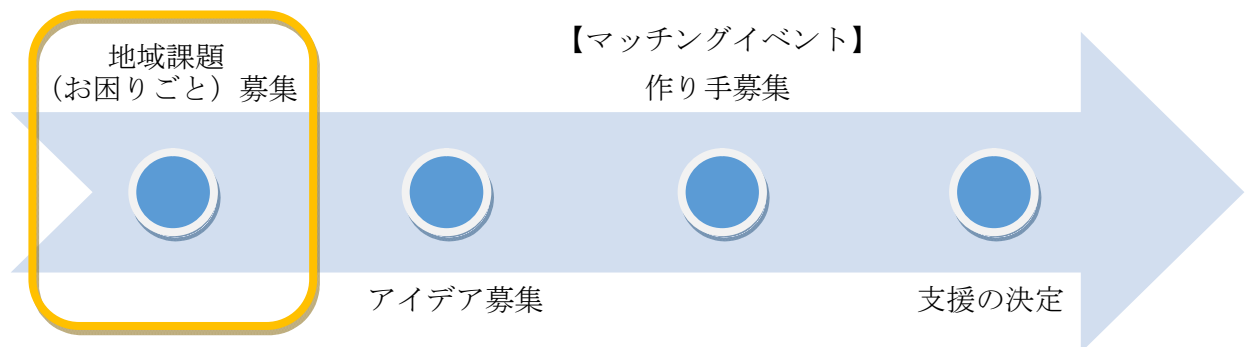 地域課題
(お困りごと)募集
アイデア募集
【マッチングイベント】
作り手募集
支援の決定